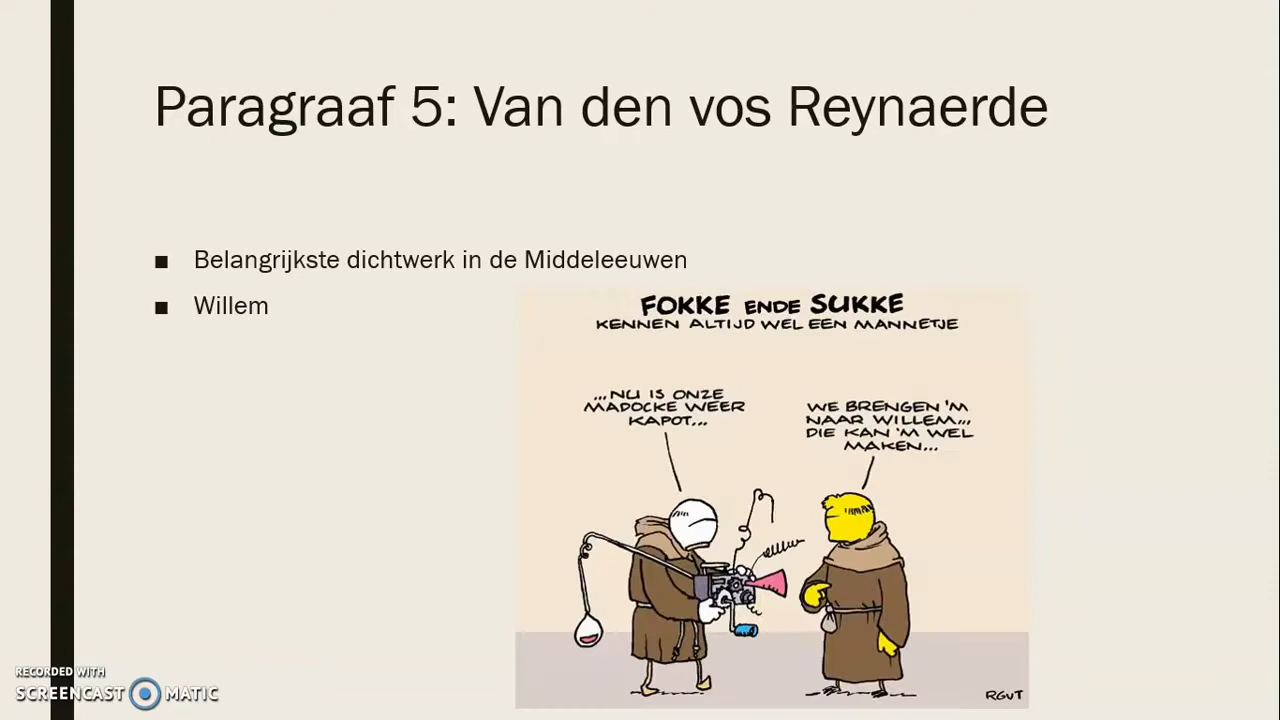 Paragraaf 5: Van den vos Reynaerde
Belangrijkste dichtwerk in de Middeleeuwen
Willem
FOKKE ENDE SUKKE
KENNEN ALTIJD WEL EEN MANNETJE
...NU IS ONZE
MADOCKE WEER
KAPOT...
WE BRENGEN 'M
NAAR WILLEM...
DIE KAN 'M WEL
MAKEN...
RGVT
RECORDED WITH
SCREENCAST MATIC